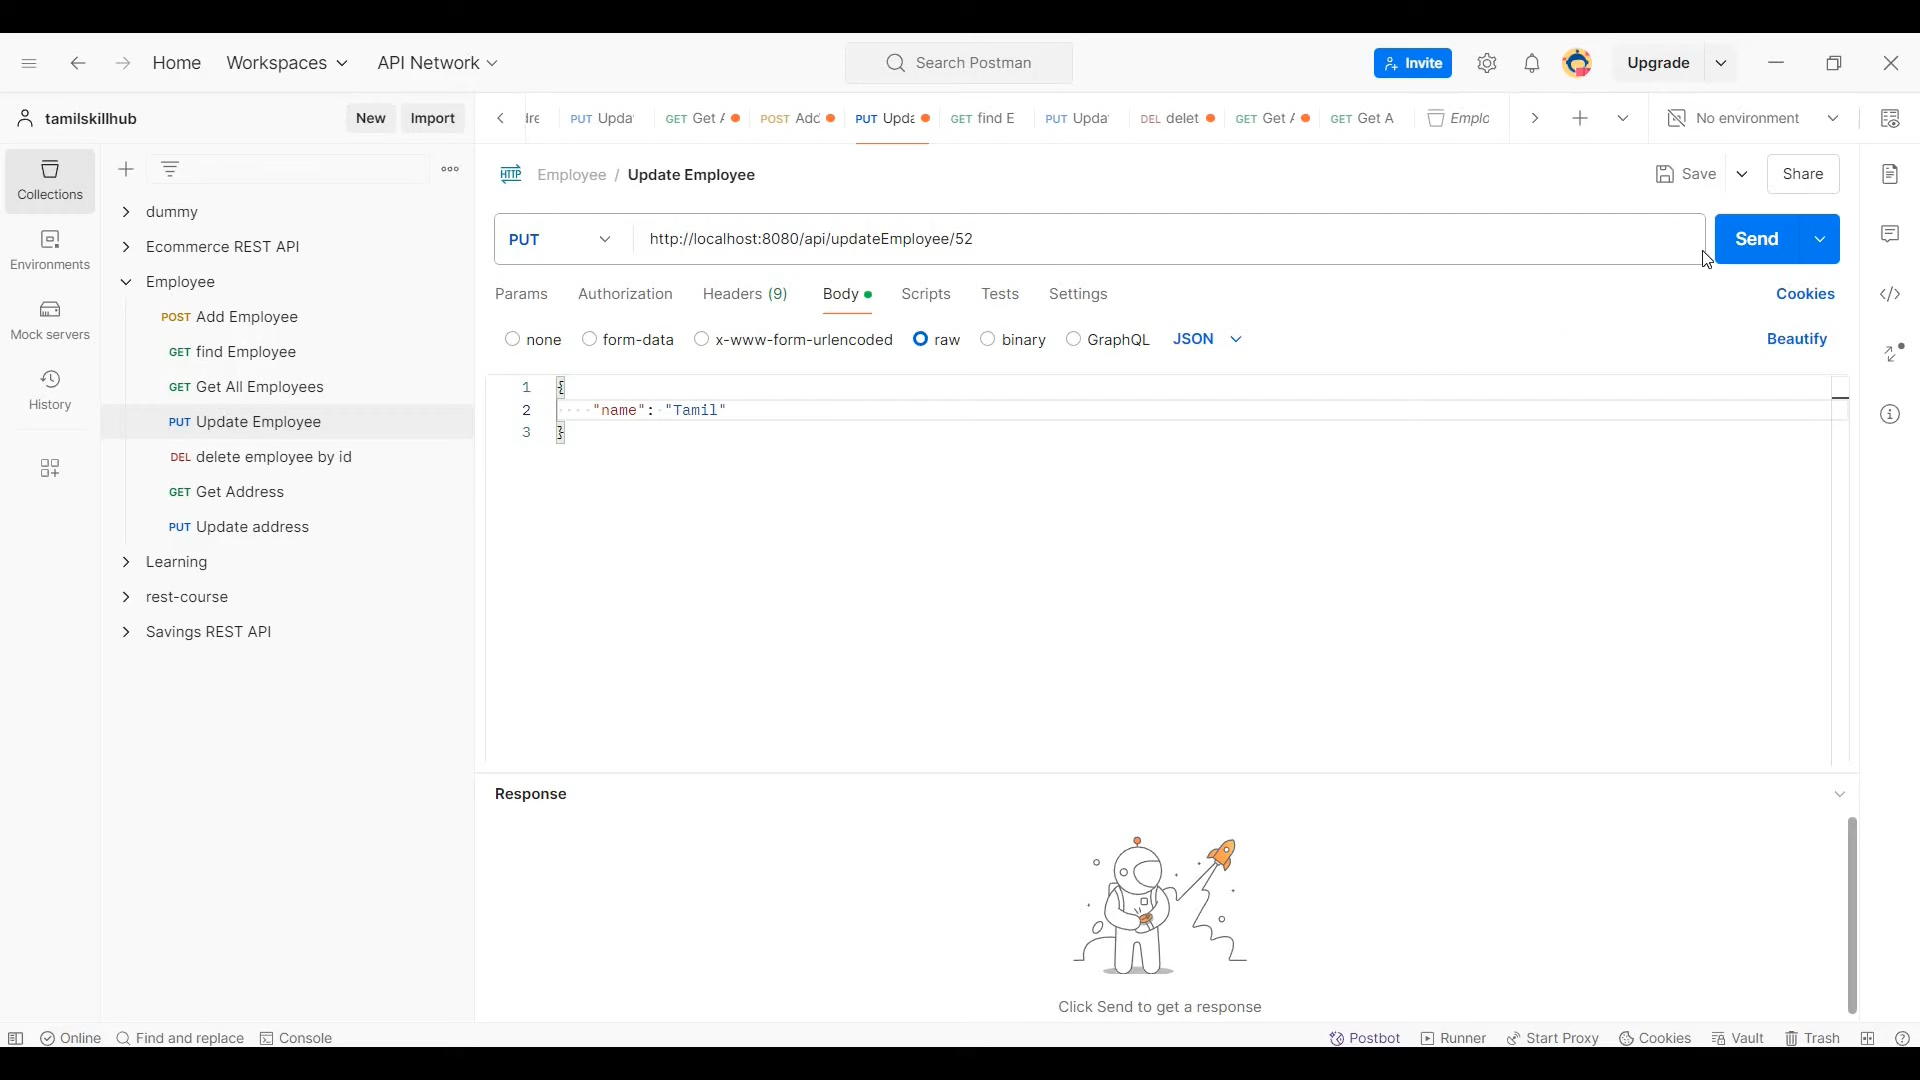 Home Workspaces API Network Search Postman Invite Upgrade
tamilskillhub New Import
PUT Upda GET Get A POST Add PUT Upda GET find E PUT Upda DEL delet GET Get A GET Get A Emplo No environment
Collections
Environments
Mock servers
History
dummy
Ecommerce REST API
Employee
POST Add Employee
GET find Employee
GET Get All Employees
PUT Update Employee
DEL delete employee by id
GET Get Address
PUT Update address
Learning
rest-course
Savings REST API
HTTP Employee / Update Employee Save Share
PUT http://localhost:8080/api/updateEmployee/52 Send
Params Authorization Headers (9) Body Scripts Tests Settings Cookies
none form-data x-www-form-urlencoded raw binary GraphQL JSON Beautify
1 {
2 "name": "Tamil"
3 }
Response
Click Send to get a response
Online Find and replace Console Postbot Runner Start Proxy Cookies Vault Trash